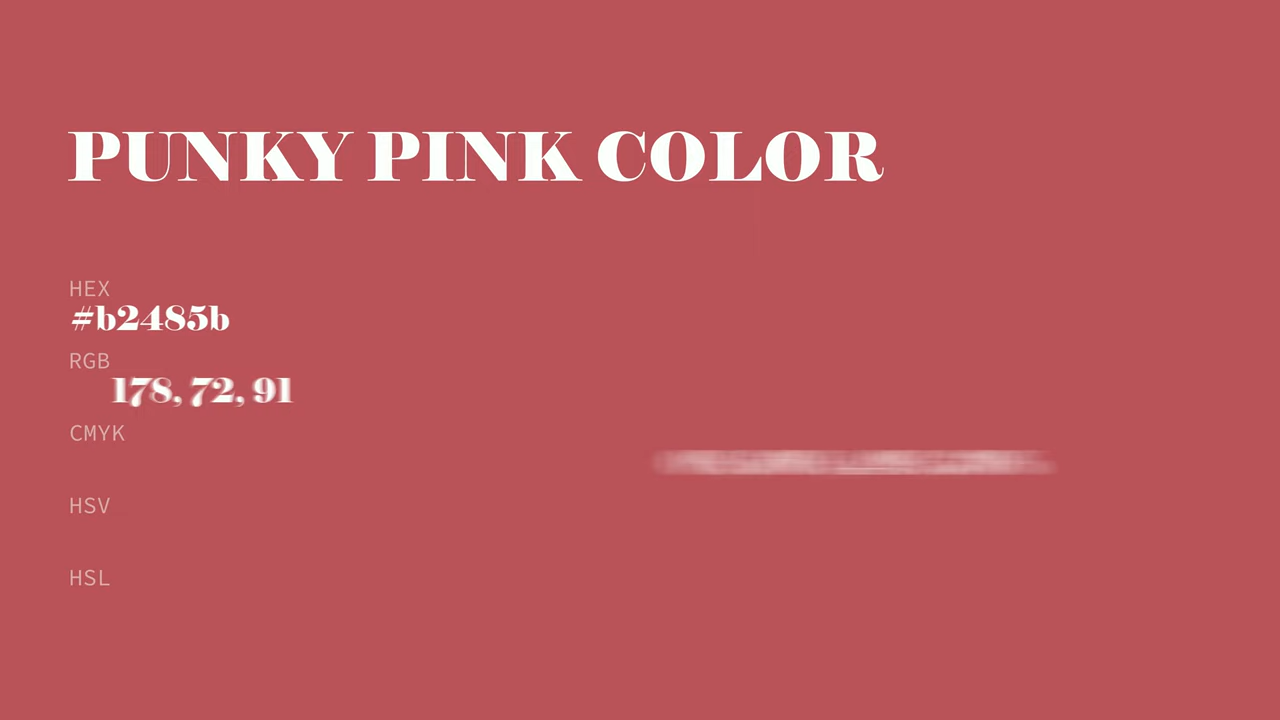 PUNKY PINK COLOR
HEX
#b2485b
RGB
178, 72, 91
CMYK
HSV
HSL